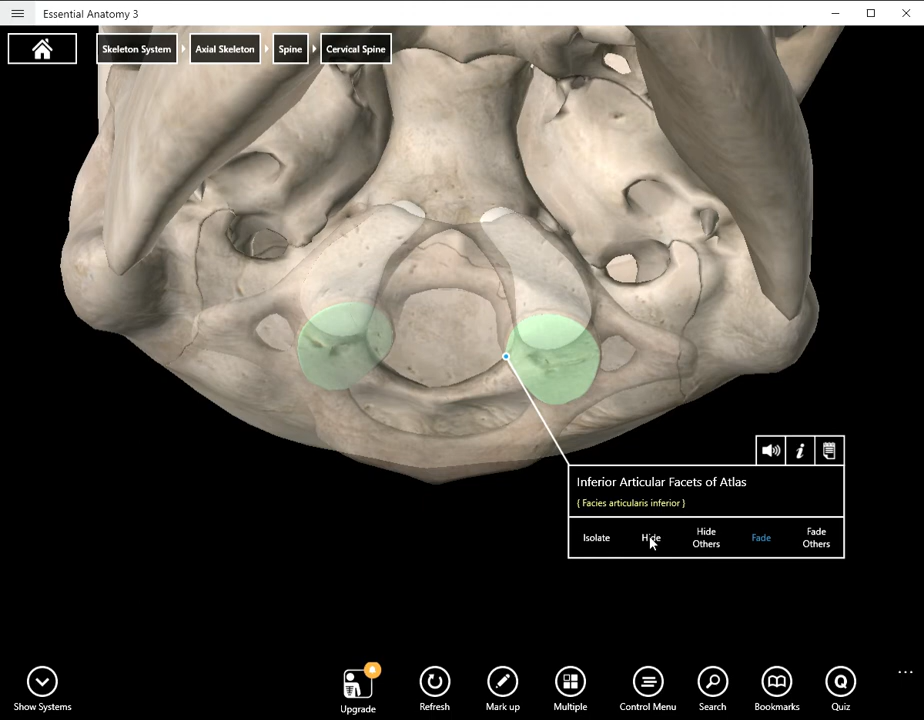 Essential Anatomy 3
Skeleton System
Axial Skeleton
Spine
Cervical Spine
i
Inferior Articular Facets of Atlas
{ Facies articularis inferior }
Isolate
Hide
Hide
Others
Fade
Fade
Others
Show Systems
Upgrade
Refresh
Mark up
Multiple
Control Menu
Search
Bookmarks
Q
Quiz